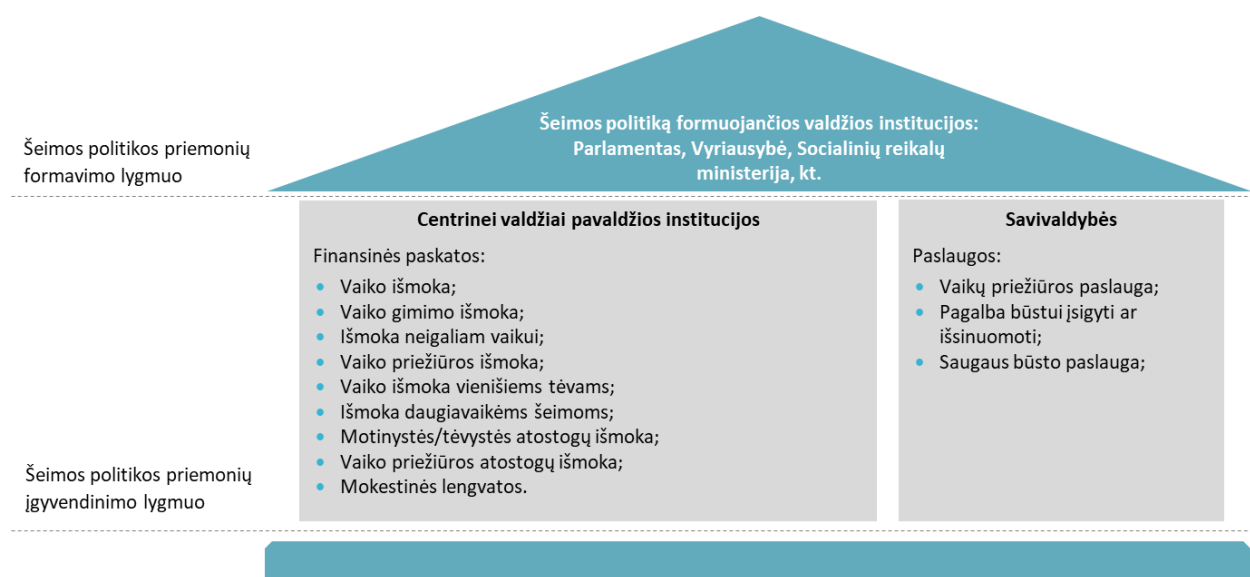 Šeimos politiką formuojančios valdžios institucijos:
Parlamentas, Vyriausybė, Socialinių reikalų
ministerija, kt.
Šeimos politikos priemonių
formavimo lygmuo
Centrinei valdžiai pavaldžios institucijos
Finansinės paskatos:
• Vaiko išmoka;
• Vaiko gimimo išmoka;
• Išmoka neigaliam vaikui;
• Vaiko priežiūros išmoka;
• Vaiko išmoka vienišiems tėvams;
• Išmoka daugiavaikėms šeimoms;
• Motinystės/tėvystės atostogų išmoka;
• Vaiko priežiūros atostogų išmoka;
• Mokestinės lengvatos.
Savivaldybės
Paslaugos:
• Vaikų priežiūros paslauga;
• Pagalba būstui įsigyti ar
išsinuomoti;
• Saugaus būsto paslauga;
Šeimos politikos priemonių
įgyvendinimo lygmuo